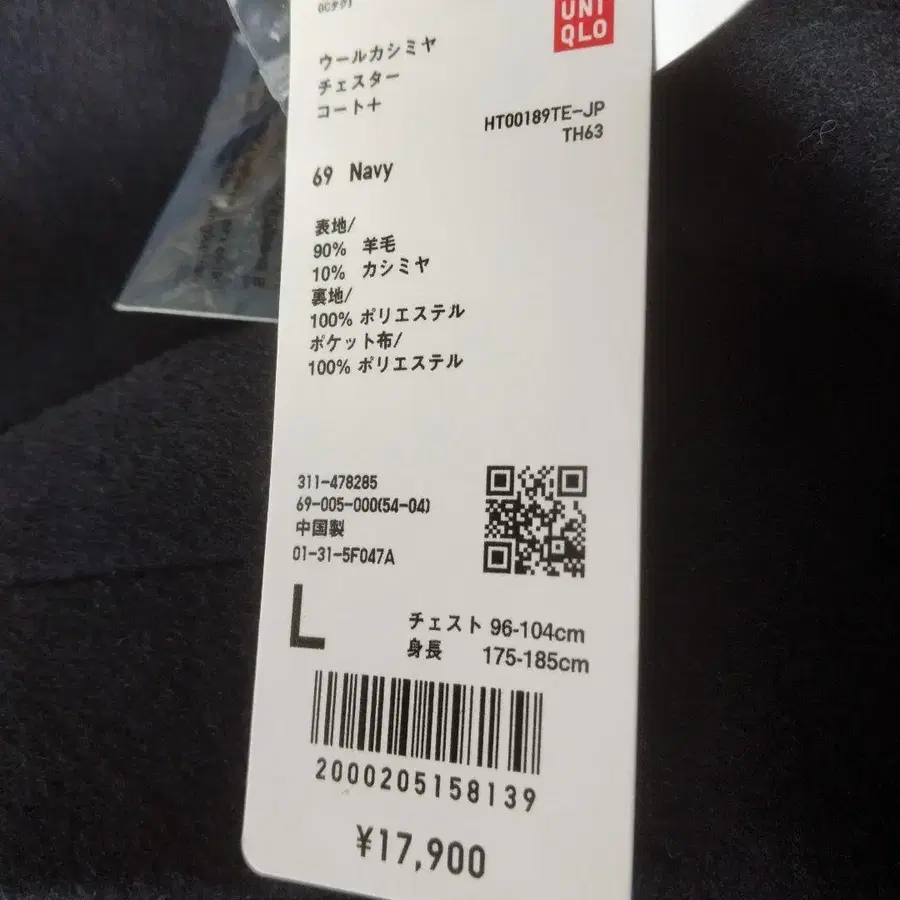 UNI
QLO
ウールカシミヤ
チェスター
コート+
HT00189TE-JP
TH63
69 Navy
表地/
90% 羊毛
10% カシミヤ
裏地/
100% ポリエステル
ポケット布/
100% ポリエステル
311-478285
69-005-000(54-04)
中国製
01-31-5F047A
L
チェスト 96-104cm
身長 175-185cm
2000205158139
¥17,900